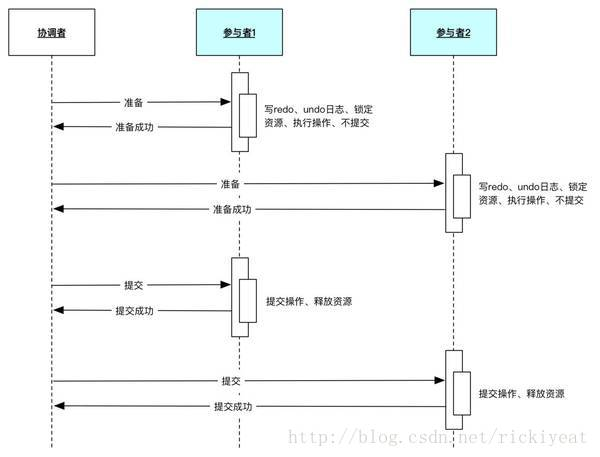 协调者
参与者1
参与者2
准备
写redo、undo日志、锁定
资源、执行操作、不提交
准备成功
准备
写redo、undo日志、锁定
资源、执行操作、不提交
准备成功
提交
提交操作、释放资源
提交成功
提交
提交操作、释放资源
提交成功
http://blog.csdn.net/rickiyeat